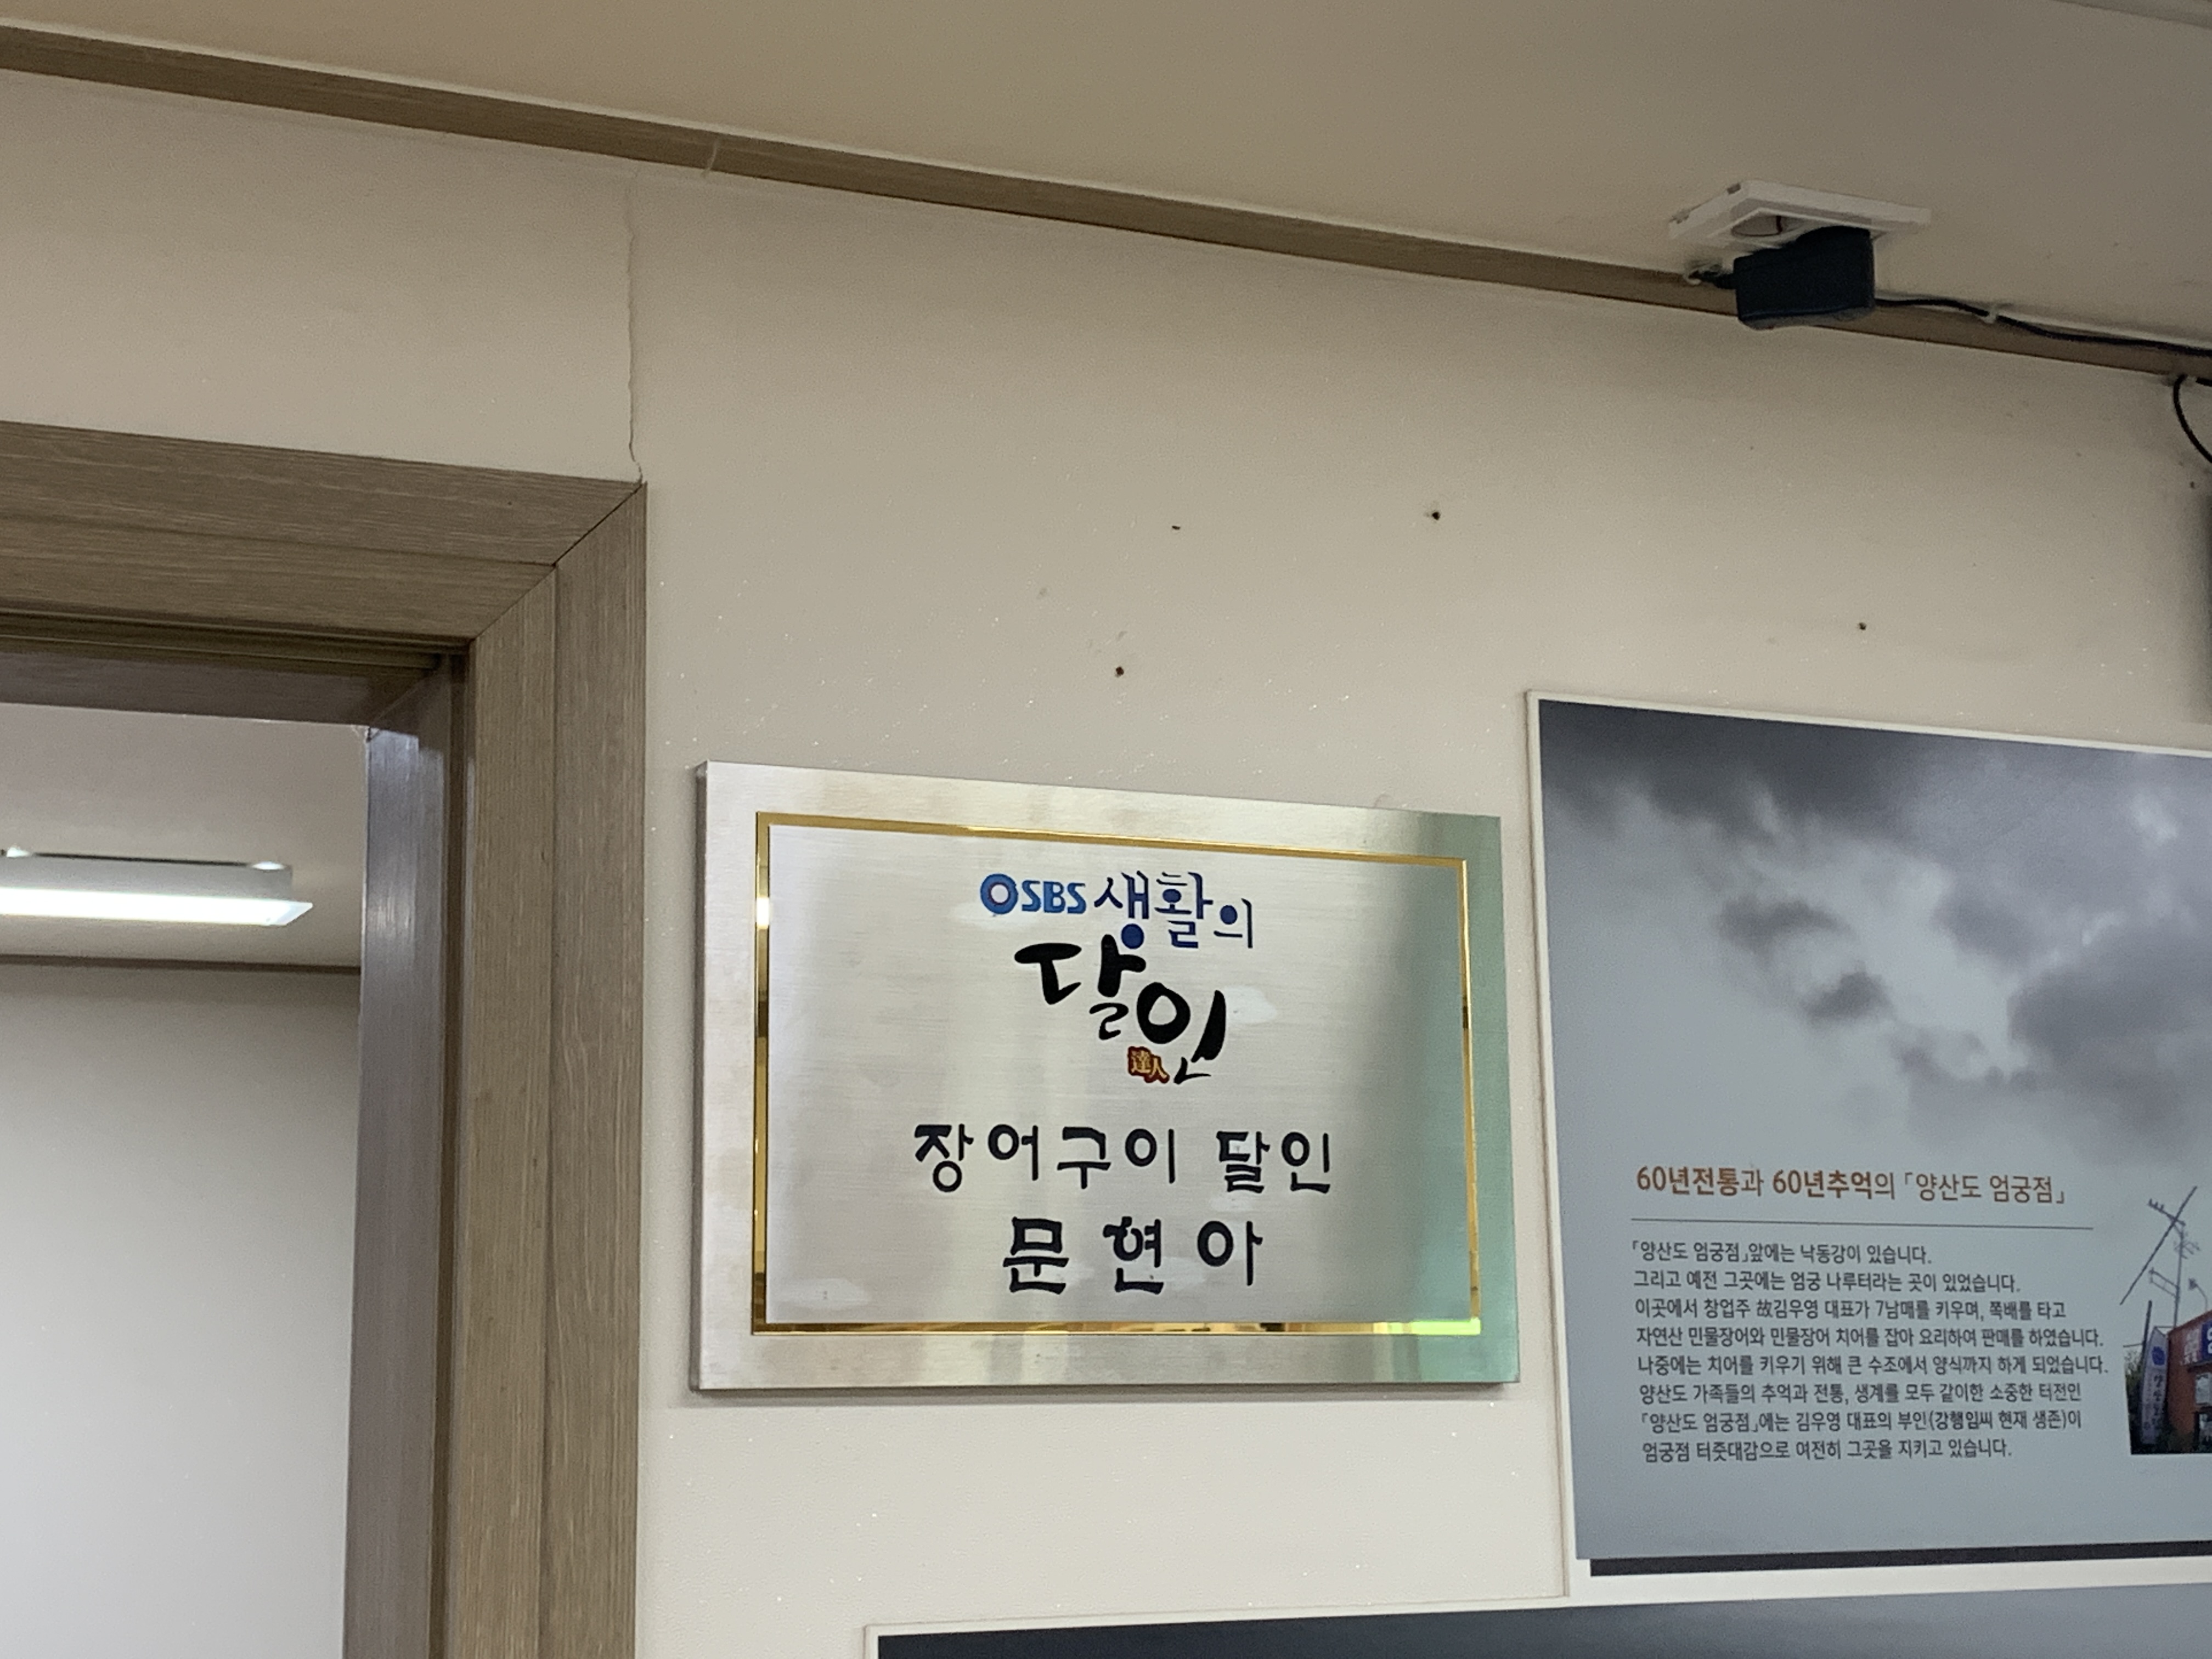 SBS 생활의
달인
達人
장어구이 달인
문현아
60년전통과 60년추억의 「양산도 엄궁점」
「양산도 엄궁점」앞에는 낙동강이 있습니다.
그리고 예전 그곳에는 엄궁 나루터라는 곳이 있었습니다.
이곳에서 창업주 故김우영 대표가 7남매를 키우며, 쪽배를 타고
자연산 민물장어와 민물장어 치어를 잡아 요리하여 판매를 하였습니다.
나중에는 치어를 키우기 위해 큰 수조에서 양식까지 하게 되었습니다.
양산도 가족들의 추억과 전통, 생계를 모두 같이한 소중한 터전인
「양산도 엄궁점」에는 김우영 대표의 부인(강행임씨 현재 생존)이
엄궁점 터줏대감으로 여전히 그곳을 지키고 있습니다.